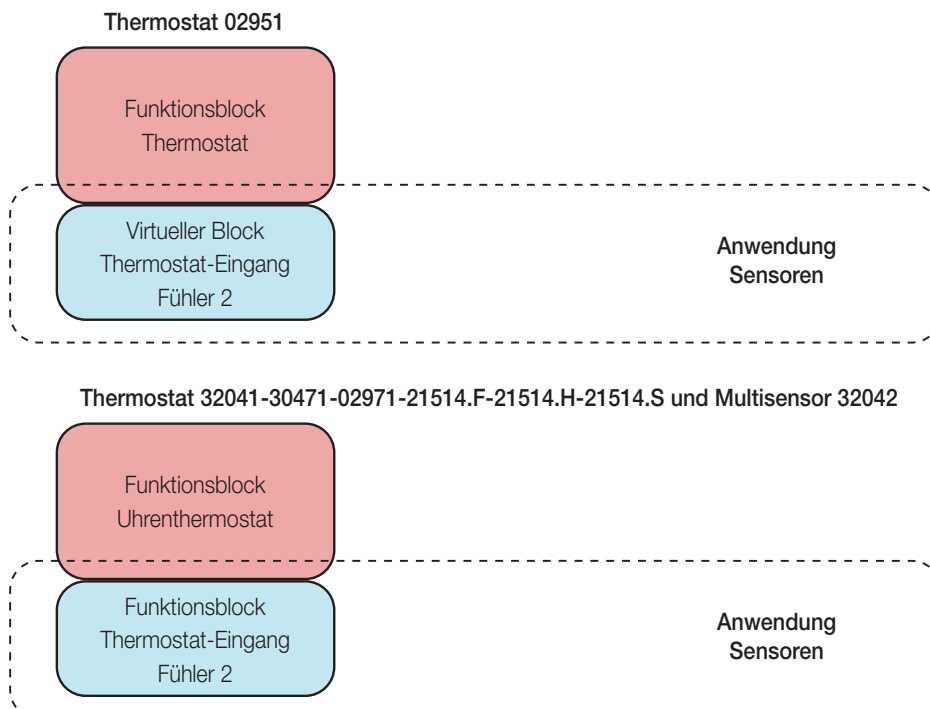 Thermostat 02951
Funktionsblock
Thermostat
Virtueller Block
Thermostat-Eingang
Fühler 2
Anwendung
Sensoren
Thermostat 32041-30471-02971-21514.F-21514.H-21514.S und Multisensor 32042
Funktionsblock
Uhrenthermostat
Funktionsblock
Thermostat-Eingang
Fühler 2
Anwendung
Sensoren